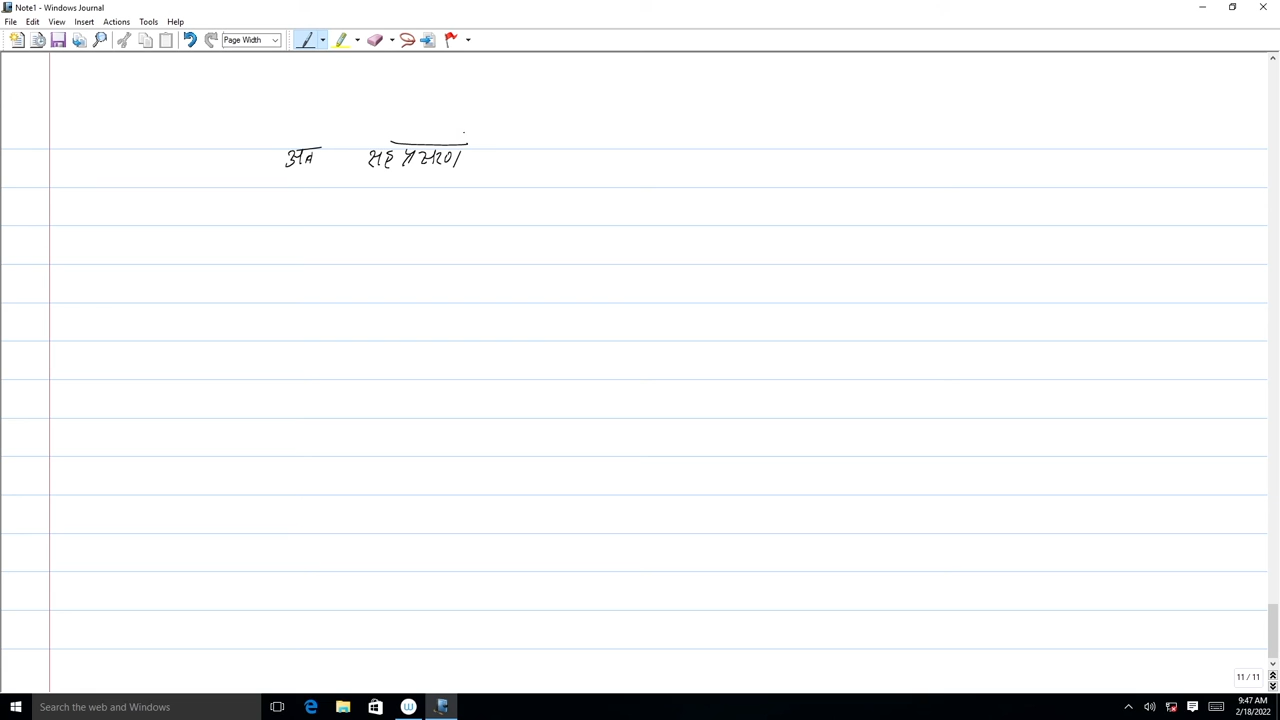 Note1 - Windows Journal
File Edit View Insert Actions Tools Help
Page Width
अब
11 / 11
Search the web and Windows
9:47 AM
2/18/2022